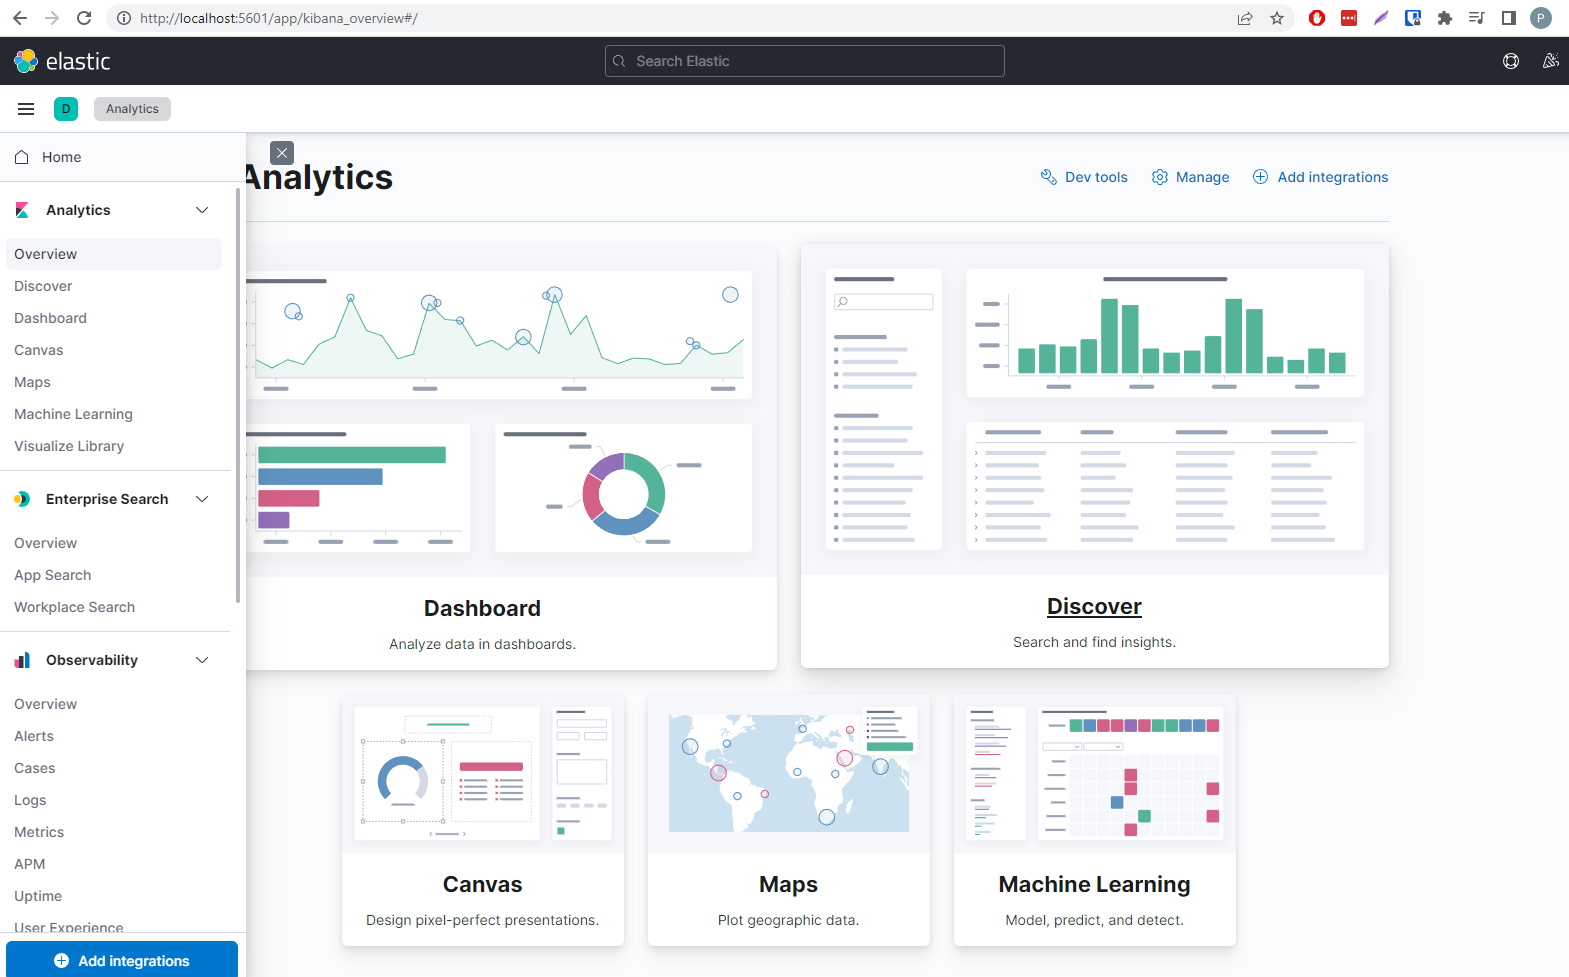 http://localhost:5601/app/kibana_overview#/
P
elastic
Search Elastic
D
Analytics
Home
Analytics
Overview
Discover
Dashboard
Canvas
Maps
Machine Learning
Visualize Library
Enterprise Search
Overview
App Search
Workplace Search
Observability
Overview
Alerts
Cases
Logs
Metrics
APM
Uptime
User Experience
Add integrations
Analytics
Dev tools
Manage
Add integrations
Dashboard
Analyze data in dashboards.
Discover
Search and find insights.
Canvas
Design pixel-perfect presentations.
Maps
Plot geographic data.
Machine Learning
Model, predict, and detect.